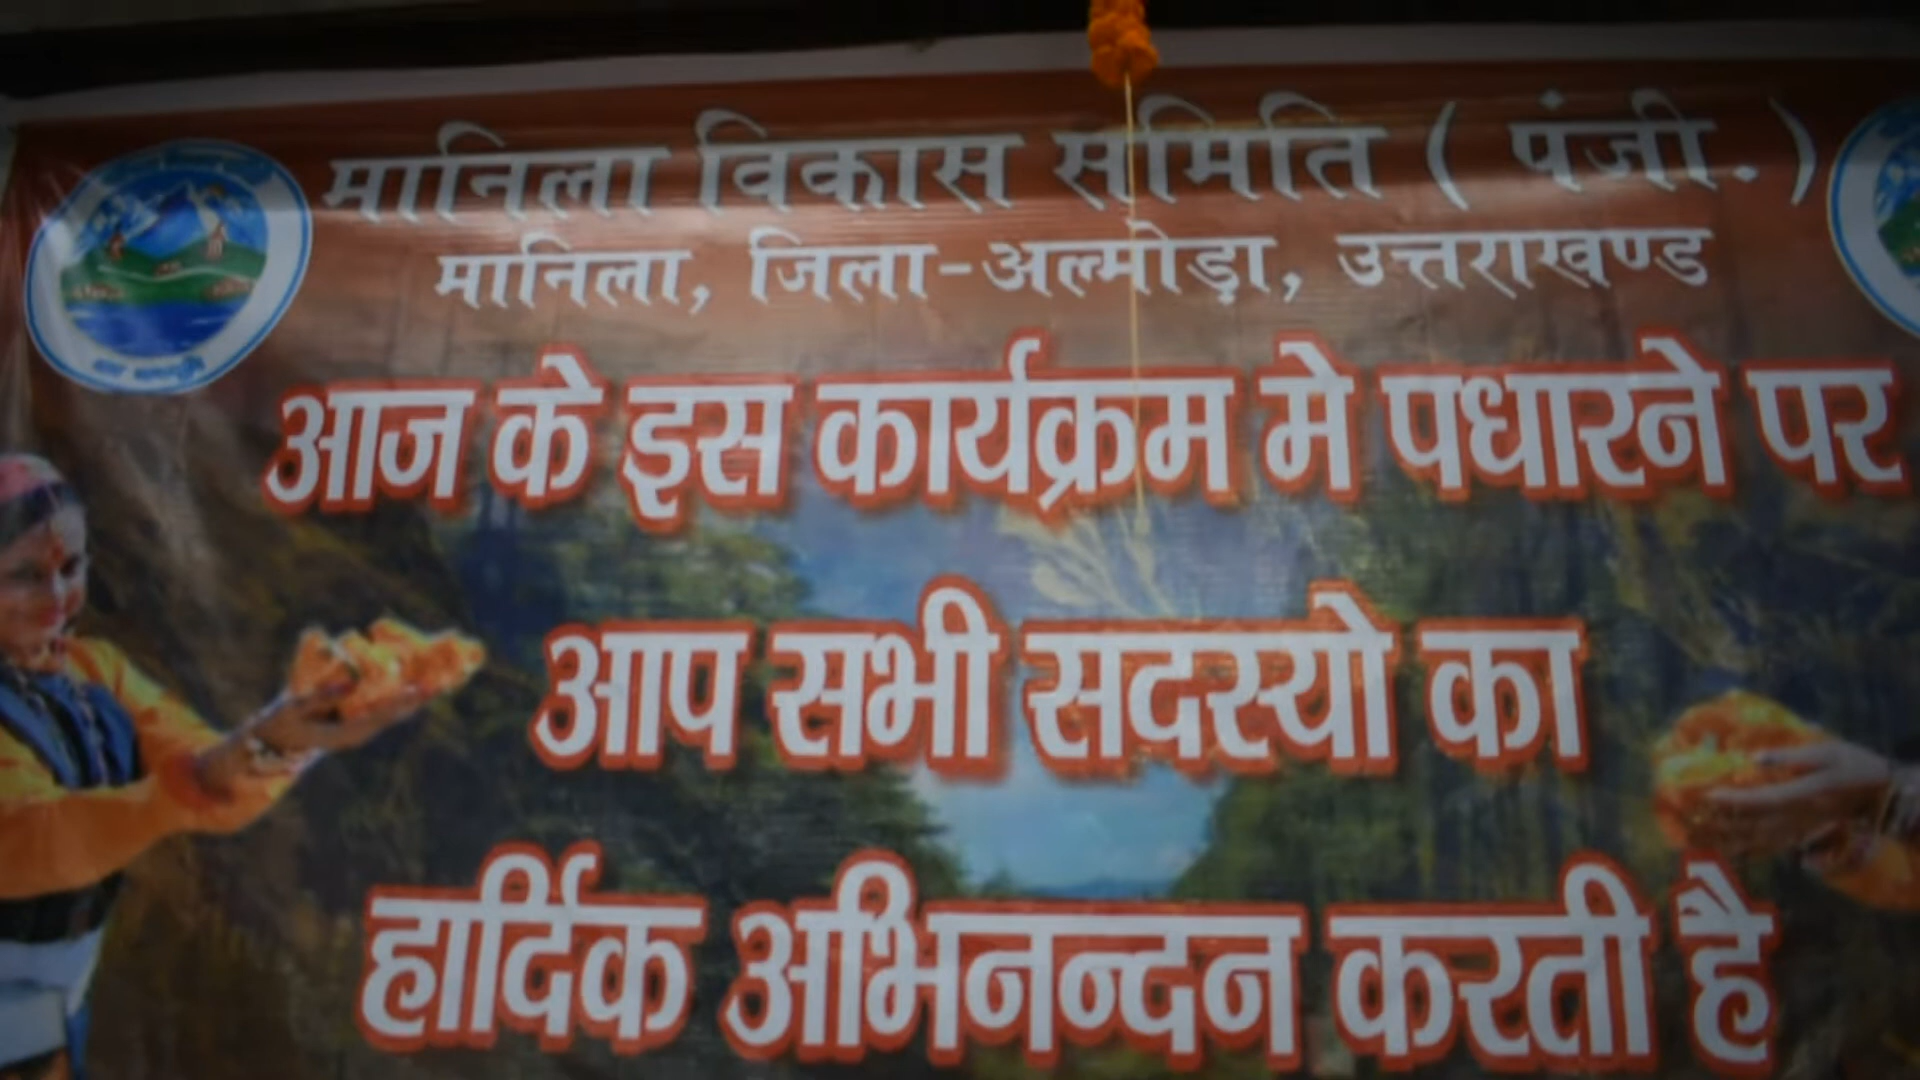 मानिला विकास समिति ( पंजी. )
मानिला, जिला-अल्मोड़ा, उत्तराखण्ड
आज के इस कार्यक्रम मे पधारने पर
आप सभी सदस्यो का
हार्दिक अभिनन्दन करती है